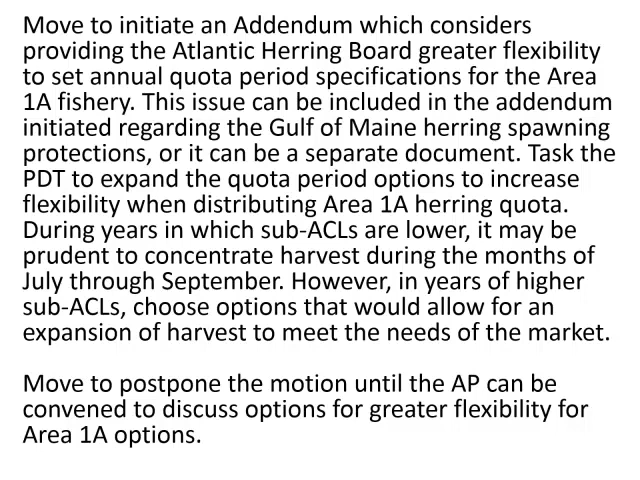 Move to initiate an Addendum which considers
providing the Atlantic Herring Board greater flexibility
to set annual quota period specifications for the Area
1A fishery. This issue can be included in the addendum
initiated regarding the Gulf of Maine herring spawning
protections, or it can be a separate document. Task the
PDT to expand the quota period options to increase
flexibility when distributing Area 1A herring quota.
During years in which sub-ACLs are lower, it may be
prudent to concentrate harvest during the months of
July through September. However, in years of higher
sub-ACLs, choose options that would allow for an
expansion of harvest to meet the needs of the market.
Move to postpone the motion until the AP can be
convened to discuss options for greater flexibility for
Area 1A options.